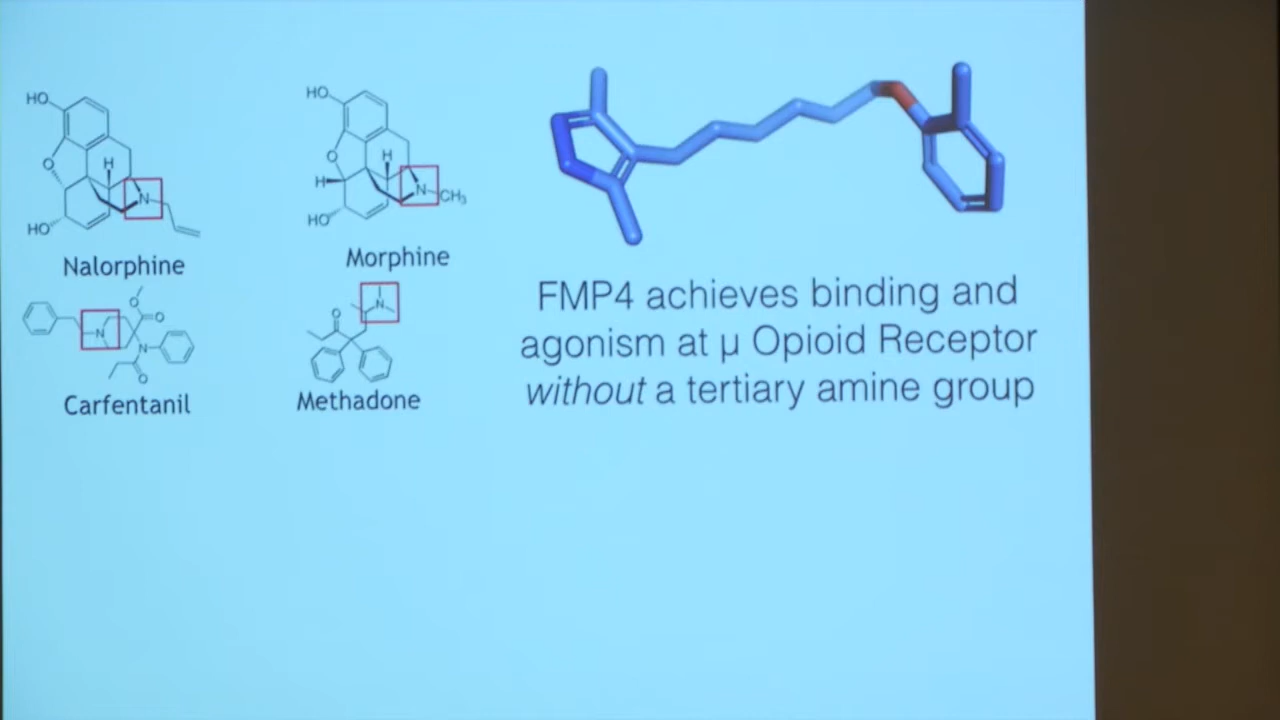 HO
O
H
HO
N
Nalorphine
HO
O
H
H
HO
N
CH₃
Morphine
O
O
N
N
O
Carfentanil
O
N
Methadone
FMP4 achieves binding and
agonism at μ Opioid Receptor
without a tertiary amine group